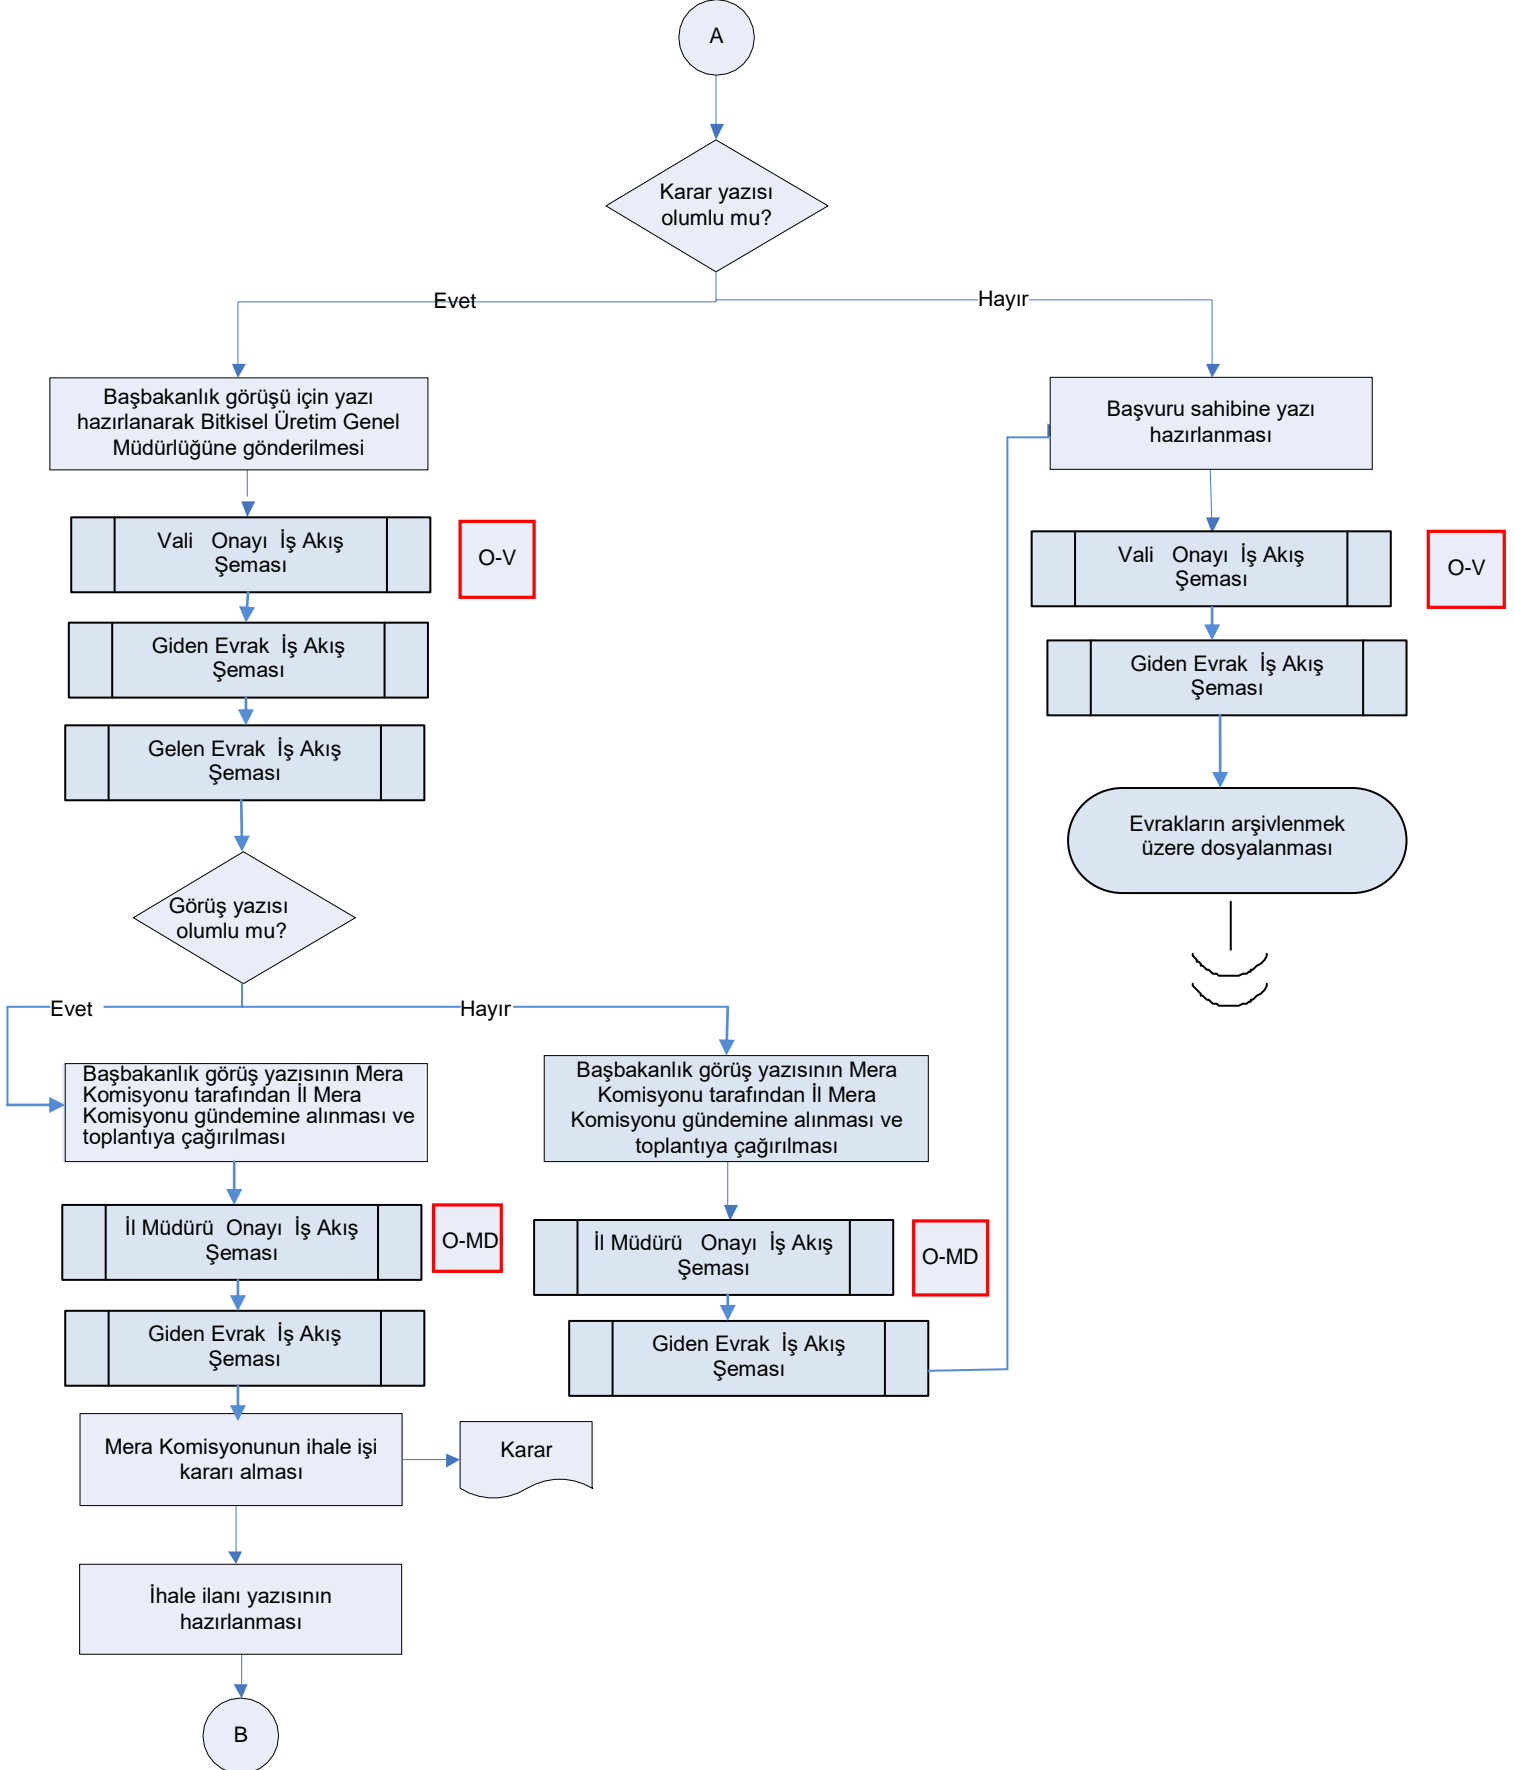 A
Karar yazısı
olumlu mu?
Evet
Hayır
Başbakanlık görüşü için yazı
hazırlanarak Bitkisel Üretim Genel
Müdürlüğüne gönderilmesi
Başvuru sahibine yazı
hazırlanması
Vali Onayı İş Akış
Şeması
O-V
Vali Onayı İş Akış
Şeması
O-V
Giden Evrak İş Akış
Şeması
Giden Evrak İş Akış
Şeması
Gelen Evrak İş Akış
Şeması
Evrakların arşivlenmek
üzere dosyalanması
Görüş yazısı
olumlu mu?
Evet
Hayır
Başbakanlık görüş yazısının Mera
Komisyonu tarafından İl Mera
Komisyonu gündemine alınması ve
toplantıya çağırılması
Başbakanlık görüş yazısının Mera
Komisyonu tarafından İl Mera
Komisyonu gündemine alınması ve
toplantıya çağırılması
İl Müdürü Onayı İş Akış
Şeması
O-MD
İl Müdürü Onayı İş Akış
Şeması
O-MD
Giden Evrak İş Akış
Şeması
Giden Evrak İş Akış
Şeması
Mera Komisyonunun ihale işi
kararı alması
Karar
İhale ilanı yazısının
hazırlanması
B